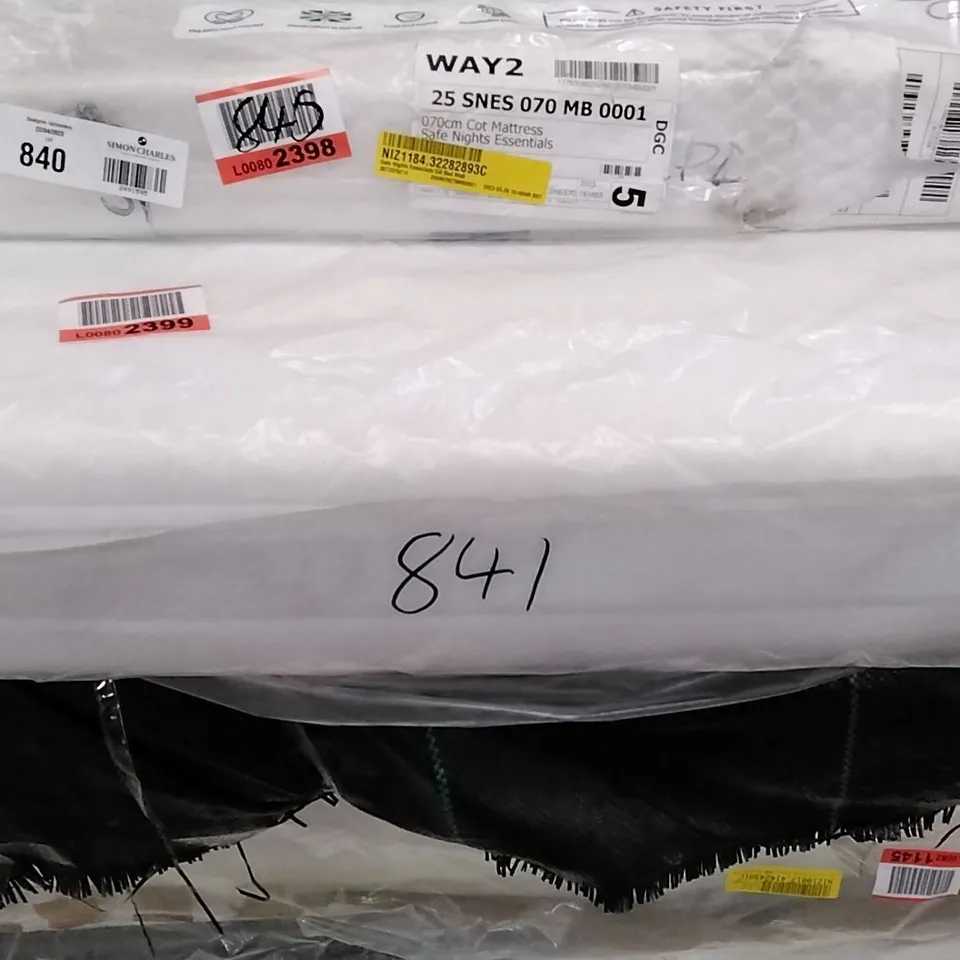 SAFETY FIRST
WAY2
25 SNES 070 MB 0001
070cm Cot Mattress
Safe Nights Essentials
DGC
5
NIZ1184.32282893C
845
L0080 2398
840
SIMON CHARLES
L0080 2399
841
1145